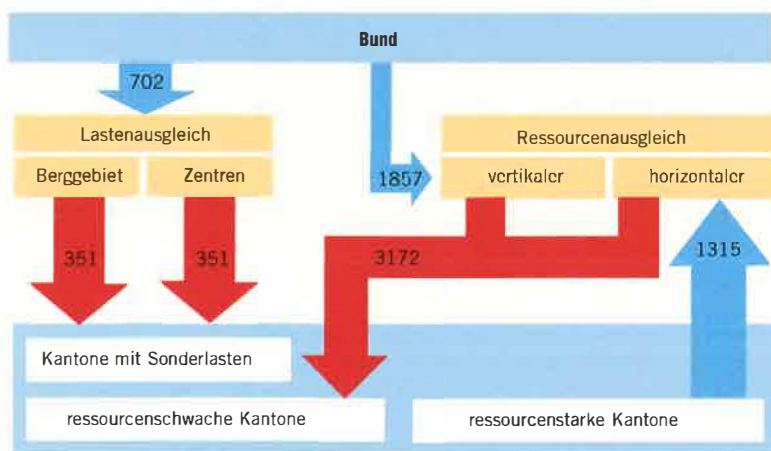 Bund
702
Lastenausgleich
Ressourcenausgleich
Berggebiet
Zentren
1857
vertikaler
horizontaler
351
351
3172
1315
Kantone mit Sonderlasten
ressourcenschwache Kantone
ressourcenstarke Kantone